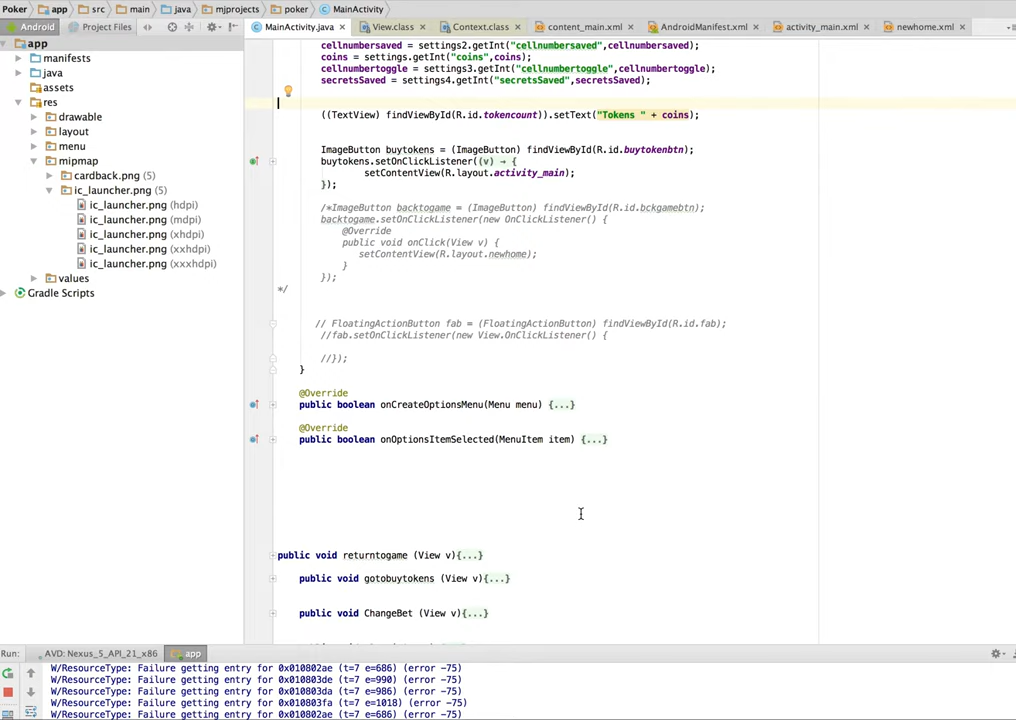 Poker app src main java mjprojects poker MainActivity
Android Project Files
MainActivity.java View.class Context.class content_main.xml AndroidManifest.xml activity_main.xml newhome.xml
app
manifests
java
assets
res
drawable
layout
menu
mipmap
cardback.png (5)
ic_launcher.png (5)
ic_launcher.png (hdpi)
ic_launcher.png (mdpi)
ic_launcher.png (xhdpi)
ic_launcher.png (xxhdpi)
ic_launcher.png (xxxhdpi)
values
Gradle Scripts
cellnumbersaved = settings2.getInt("cellnumbersaved",cellnumbersaved);
coins = settings.getInt("coins",coins);
cellnumbertoggle = settings3.getInt("cellnumbertoggle",cellnumbertoggle);
secretsSaved = settings4.getInt("secretsSaved",secretsSaved);
((TextView) findViewById(R.id.tokencount)).setText("Tokens " + coins);
ImageButton buytokens = (ImageButton) findViewById(R.id.buytokenbtn);
buytokens.setOnClickListener((v) → {
setContentView(R.layout.activity_main);
});
/*ImageButton backtogame = (ImageButton) findViewById(R.id.bckgamebtn);
backtogame.setOnClickListener(new OnClickListener() {
@Override
public void onClick(View v) {
setContentView(R.layout.newhome);
}
});
*/
// FloatingActionButton fab = (FloatingActionButton) findViewById(R.id.fab);
//fab.setOnClickListener(new View.OnClickListener() {
//});
}
@Override
public boolean onCreateOptionsMenu(Menu menu) {...}
@Override
public boolean onOptionsItemSelected(MenuItem item) {...}
public void returntogame (View v){...}
public void gotobuytokens (View v){...}
public void ChangeBet (View v){...}
Run: AVD: Nexus_5_API_21_x86 app
W/ResourceType: Failure getting entry for 0x010802ae (t=7 e=686) (error -75)
W/ResourceType: Failure getting entry for 0x010803de (t=7 e=990) (error -75)
W/ResourceType: Failure getting entry for 0x010803da (t=7 e=986) (error -75)
W/ResourceType: Failure getting entry for 0x010803fa (t=7 e=1018) (error -75)
W/ResourceType: Failure getting entry for 0x010802ae (t=7 e=686) (error -75)